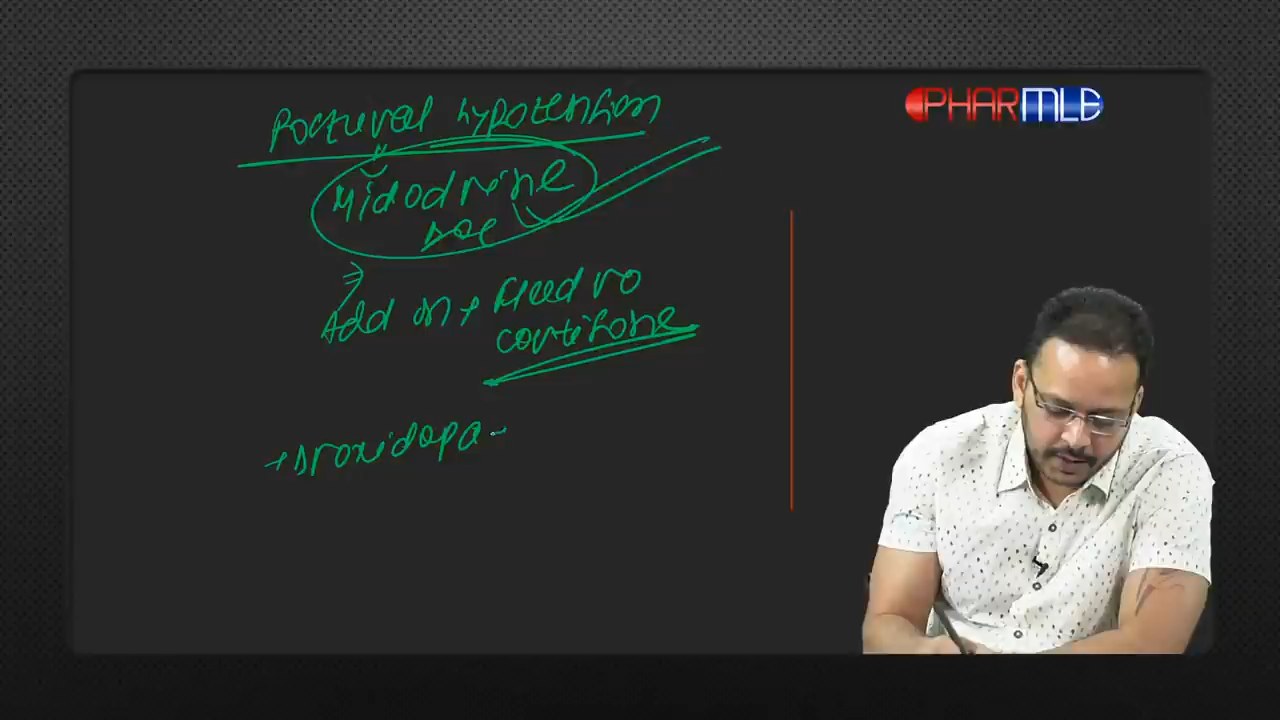 PHARMLE
Postural hypotension
Midodrine
DOC
⇒
Add on + Fludro
cortisone
→ Droxidopa -